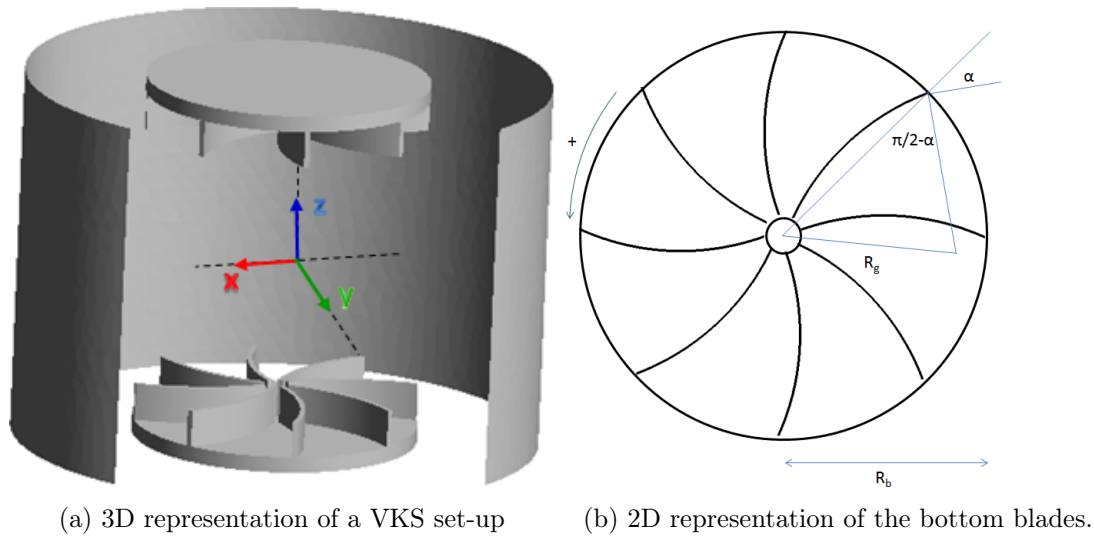 z
x
y
α
+
π/2-α
R_g
R_b
(a) 3D representation of a VKS set-up
(b) 2D representation of the bottom blades.